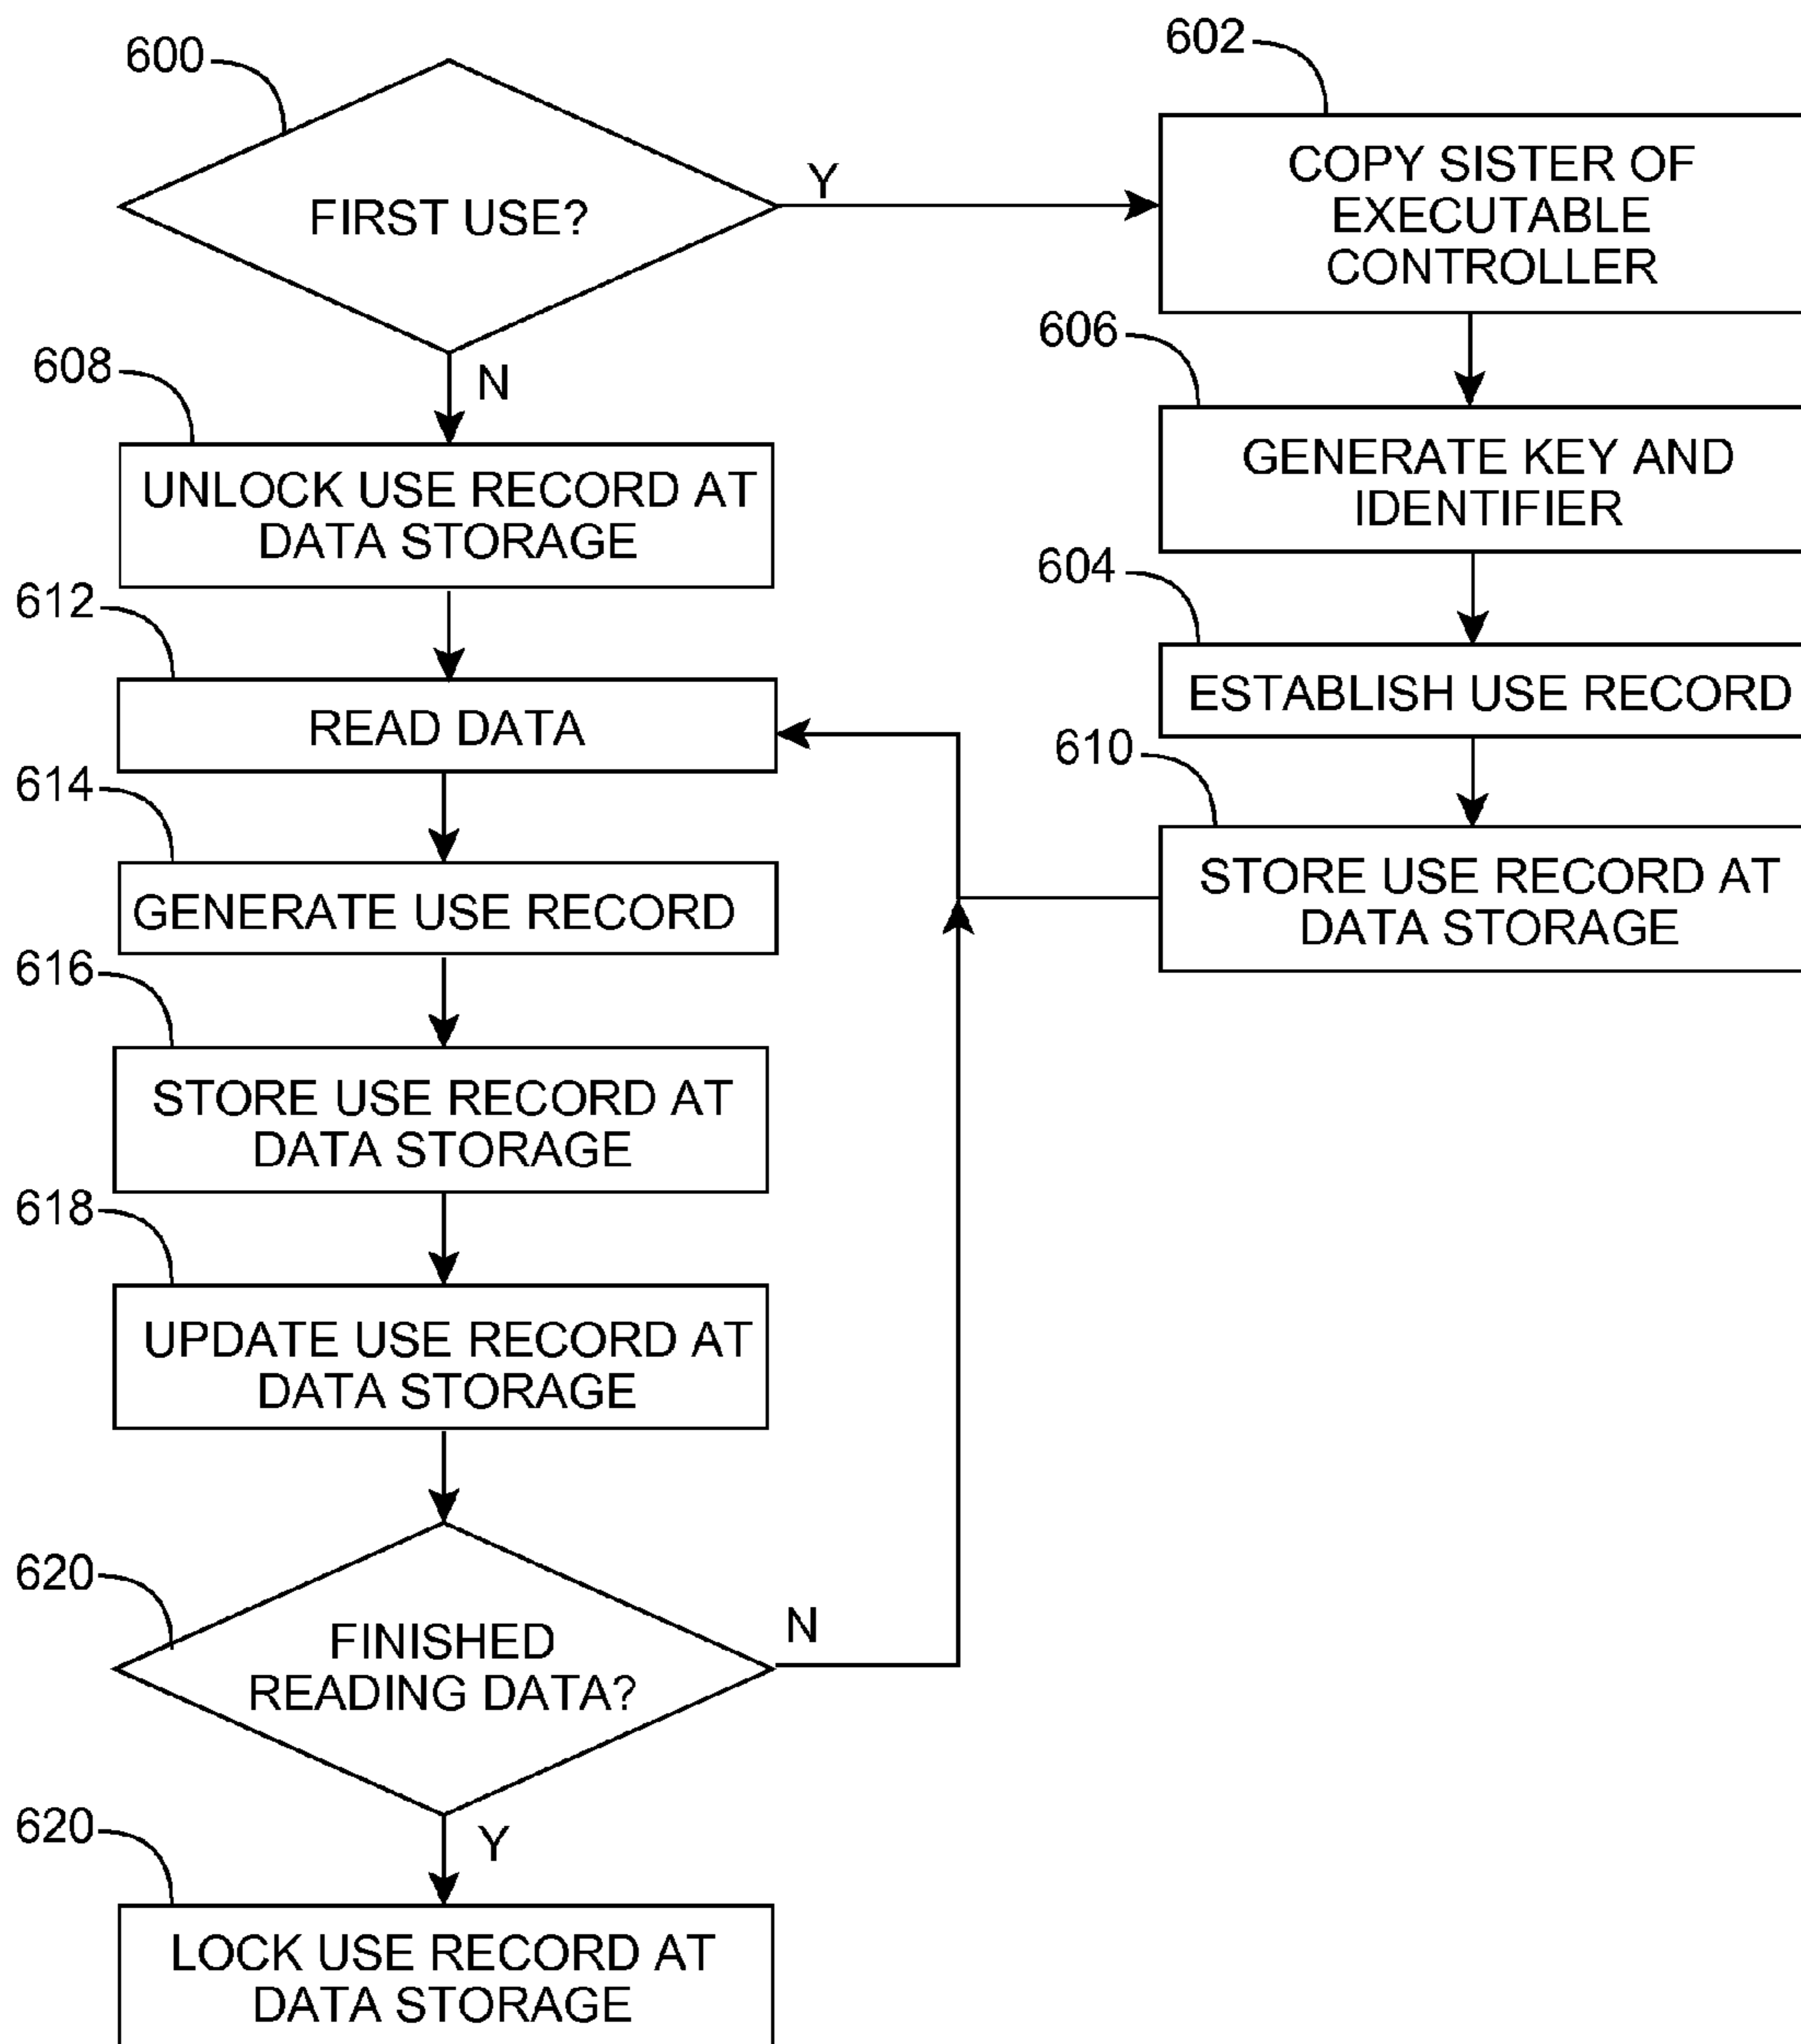 600
FIRST USE?
Y
N
602
COPY SISTER OF
EXECUTABLE
CONTROLLER
606
GENERATE KEY AND
IDENTIFIER
604
ESTABLISH USE RECORD
610
STORE USE RECORD AT
DATA STORAGE
608
UNLOCK USE RECORD AT
DATA STORAGE
612
READ DATA
614
GENERATE USE RECORD
616
STORE USE RECORD AT
DATA STORAGE
618
UPDATE USE RECORD AT
DATA STORAGE
620
FINISHED
READING DATA?
N
Y
620
LOCK USE RECORD AT
DATA STORAGE